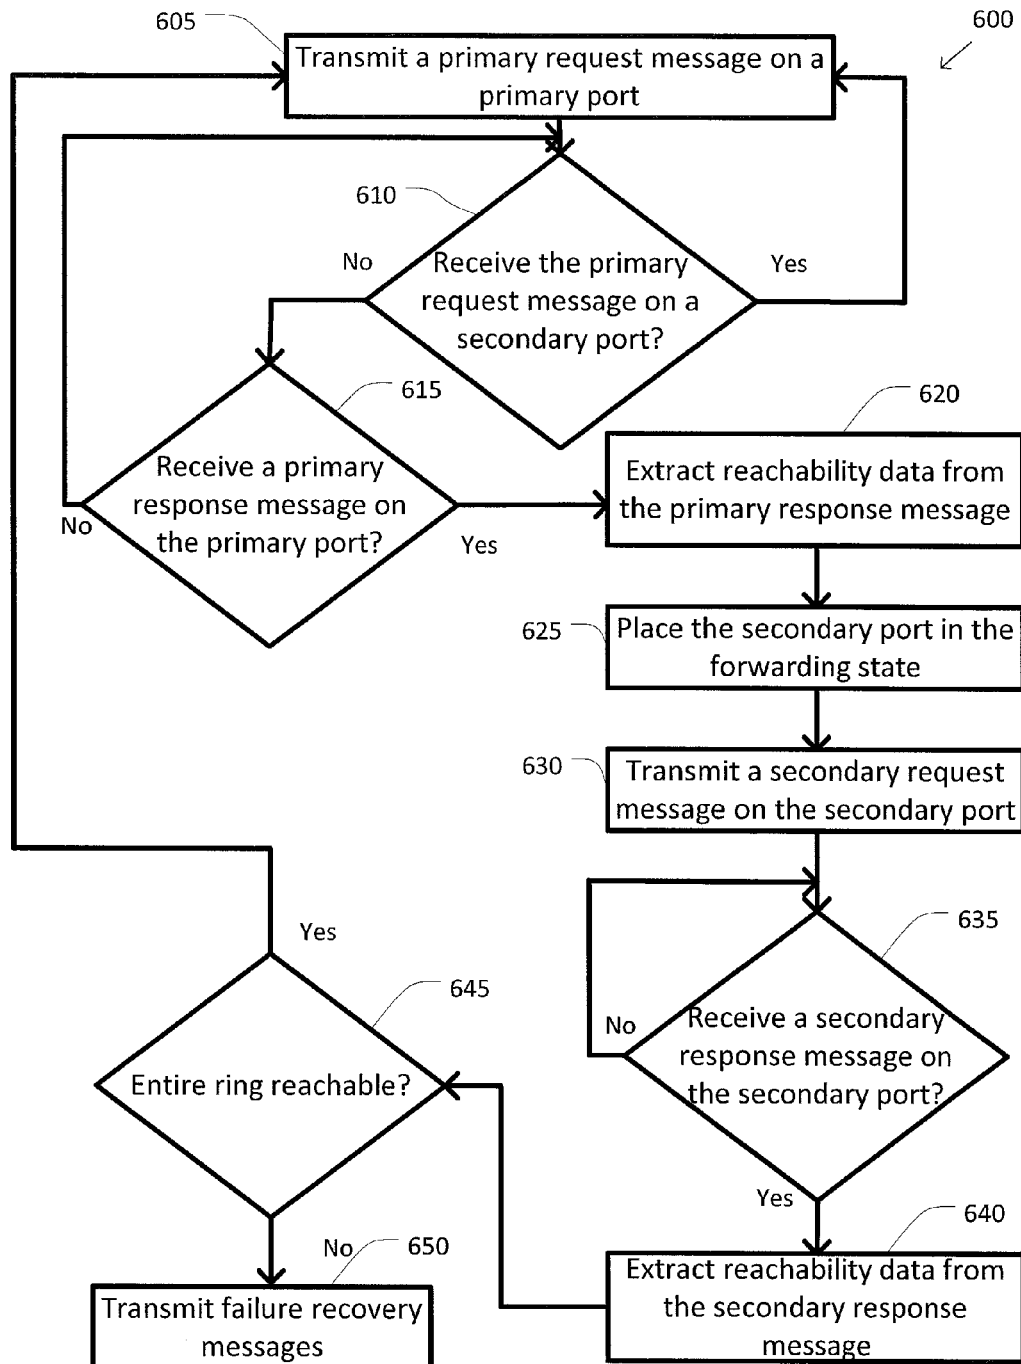 605
600
Transmit a primary request message on a
primary port
610
No
Receive the primary
request message on a
secondary port?
Yes
615
Receive a primary
response message on
the primary port?
No
Yes
620
Extract reachability data from
the primary response message
625
Place the secondary port in the
forwarding state
630
Transmit a secondary request
message on the secondary port
635
No
Receive a secondary
response message on
the secondary port?
Yes
640
Extract reachability data from
the secondary response
message
Yes
645
Entire ring reachable?
No
650
Transmit failure recovery
messages